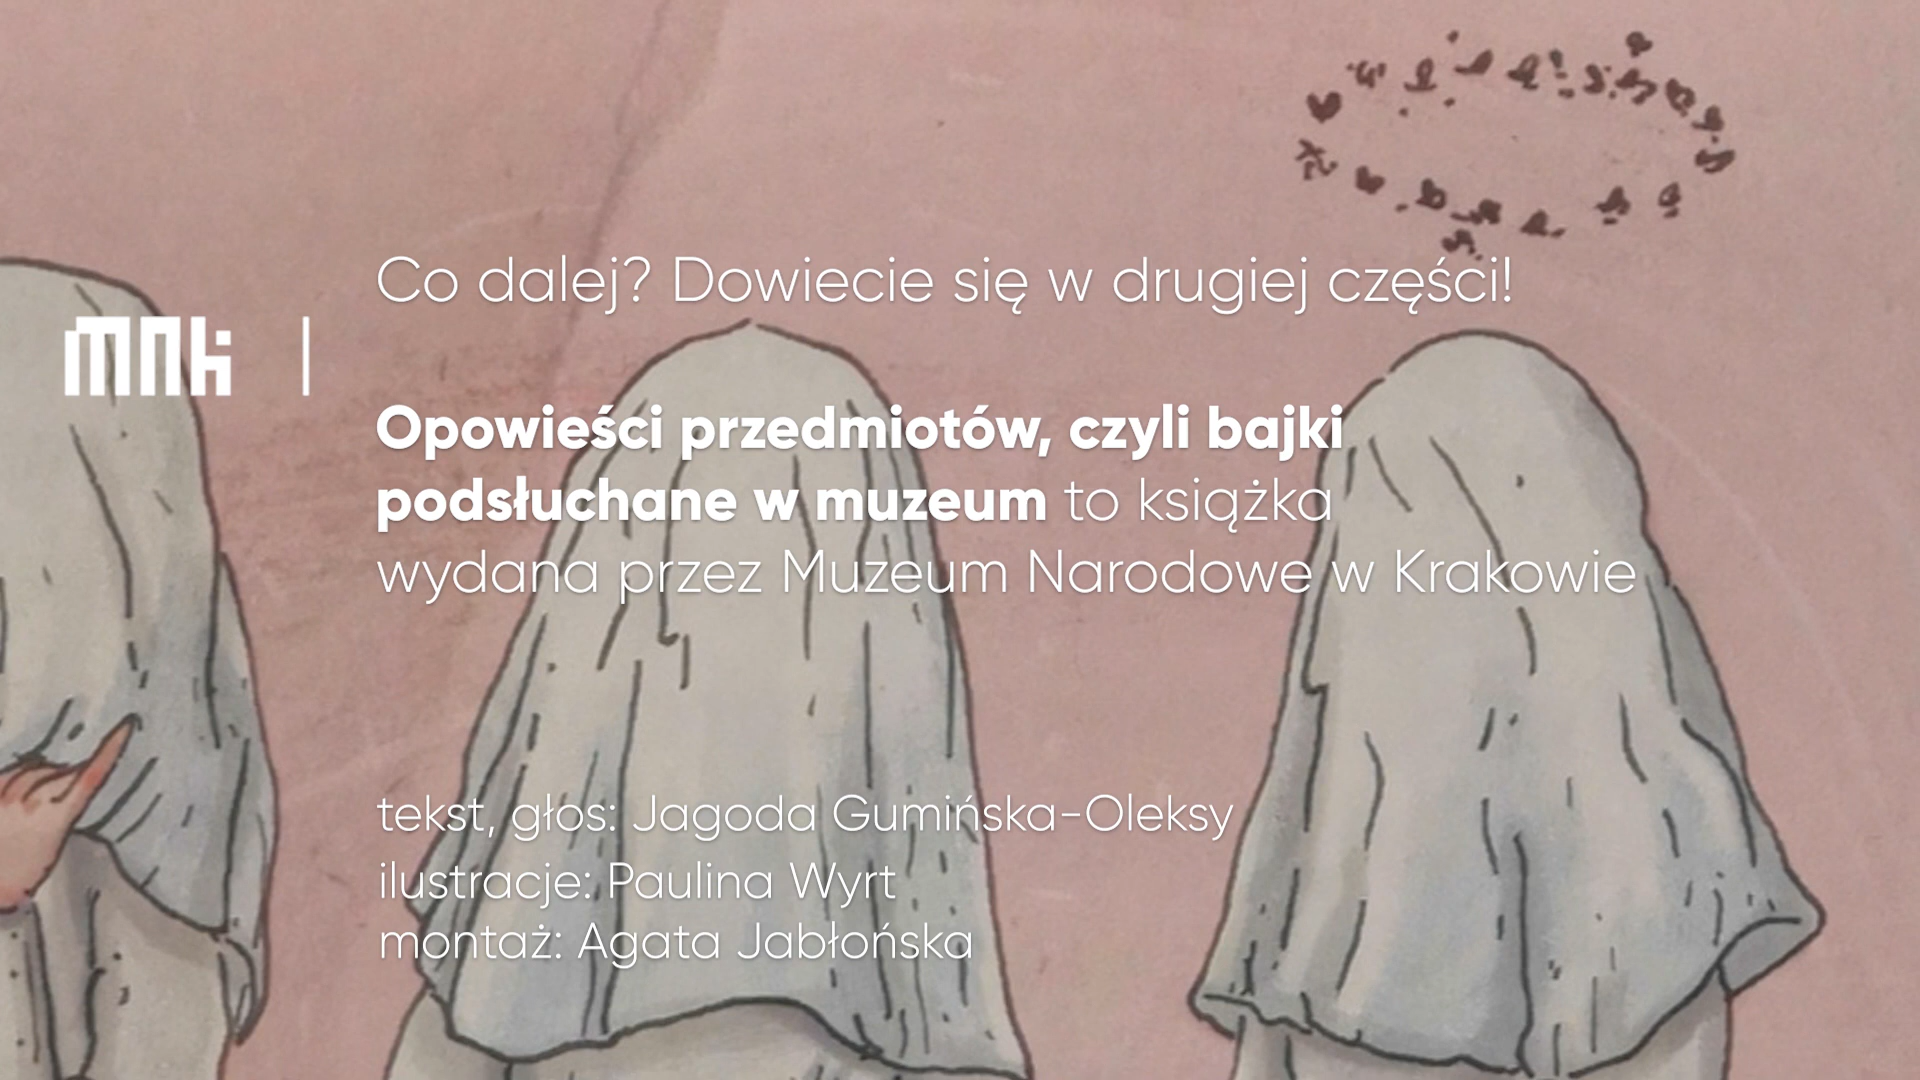 Co dalej? Dowiecie się w drugiej części!
mnk
Opowieści przedmiotów, czyli bajki
podsłuchane w muzeum to książka
wydana przez Muzeum Narodowe w Krakowie
tekst, głos: Jagoda Gumińska-Oleksy
ilustracje: Paulina Wyrt
montaż: Agata Jabłońska